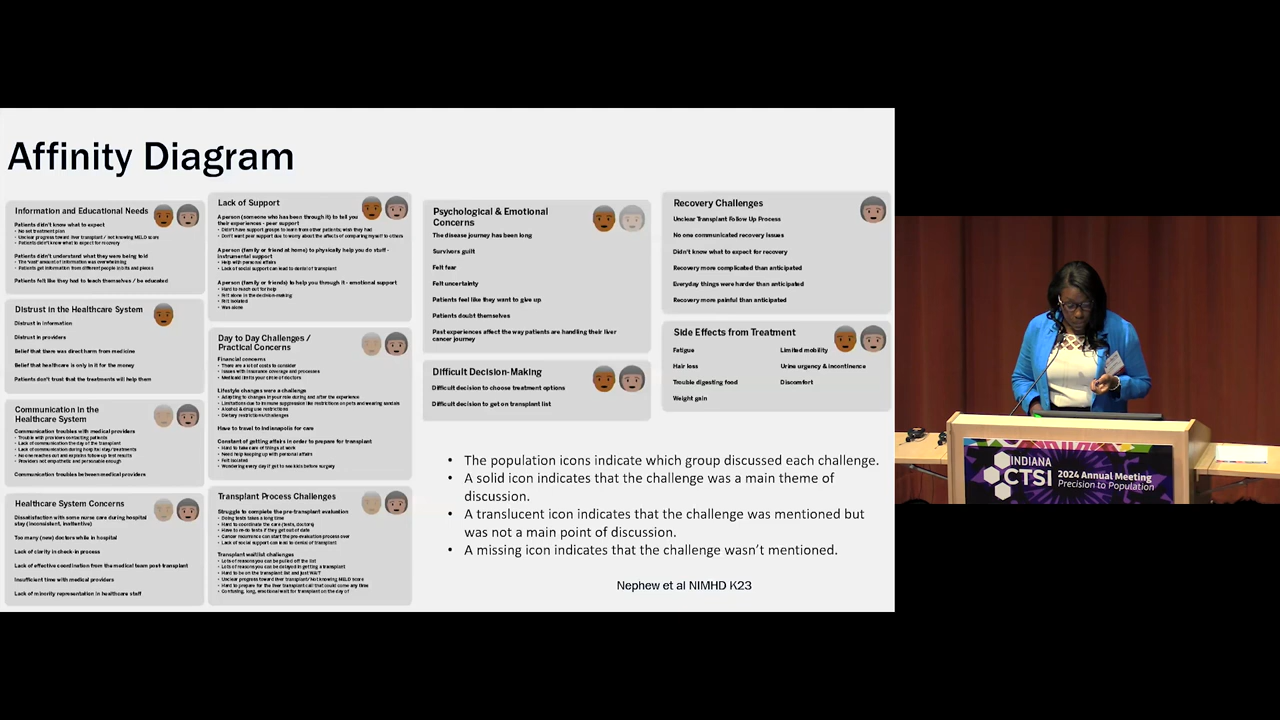 Affinity Diagram
Information and Educational Needs
Patients didn't know what to expect
• No set treatment plan
• Unclear progress toward liver transplant / not knowing MELD score
• Patients didn't know what to expect for recovery
Patients didn't understand what they were being told
• The "vast" amount of information was overwhelming
• Patients get information from different people in bits and pieces
Patients felt like they had to teach themselves / be educated
Distrust in the Healthcare System
Distrust in information
Distrust in providers
Belief that there was direct harm from medicine
Belief that healthcare is only in it for the money
Patients don't trust that the treatments will help them
Communication in the
Healthcare System
Communication troubles with medical providers
• Trouble with providers contacting patients
• Lack of communication the day of the transplant
• Lack of communication during hospital stay/treatments
• No one reaches out and explains follow-up test results
• Providers not empathetic and personable enough
Communication troubles between medical providers
Healthcare System Concerns
Dissatisfaction with some nurse care during hospital
stay (inconsistent, inattentive)
Too many (new) doctors while in hospital
Lack of clarity in check-in process
Lack of effective coordination from the medical team post transplant
Insufficient time with medical providers
Lack of minority representation in healthcare staff
Lack of Support
A person (someone who has been through it) to tell you
their experiences - peer support
• Didn't have support groups to learn from other patients, wish they had
• Don't want peer support due to worry about the affects of comparing myself to others
A person (family or friend at home) to physically help you do stuff -
instrumental support
• Help with personal affairs
• Lack of social support can lead to denial of transplant
A person (family or friends) to help you through it - emotional support
• Hard to reach out for help
• Felt alone in the decision-making
• Felt isolated
• Was alone
Day to Day Challenges /
Practical Concerns
Financial concerns
• There are a lot of costs to consider
• Issues with insurance coverage and processes
• Medicaid limits your choice of doctors
Lifestyle changes were a challenge
• Adapting to changes in your role during and after the experience
• Limitations due to immune suppression like restrictions on pets and wearing sandals
• Alcohol & drug use restrictions
• Dietary restrictions/challenges
Have to travel to Indianapolis for care
Constant of getting affairs in order to prepare for transplant
• Hard to take care of things at work
• Need help keeping up with personal affairs
• Felt isolated
• Wondering every day if get to see kids before surgery
Transplant Process Challenges
Struggle to complete the pre-transplant evaluation
• Doing tests takes a long time
• Hard to coordinate the care (tests, doctors)
• Have to re-do tests if they get out of date
• Cancer recurrence can start the pre-evaluation process over
• Lack of social support can lead to denial of transplant
Transplant waitlist challenges
• Lots of reasons you can be pulled off the list
• Lots of reasons you can be delayed in getting a transplant
• Hard to be on the transplant list and just WAIT
• Unclear progress toward liver transplant/ Not knowing MELD score
• Hard to prepare for the liver transplant call that could come any time
• Confusing, long, emotional wait for transplant on the day of
Psychological & Emotional
Concerns
The disease journey has been long
Survivors guilt
Felt fear
Felt uncertainty
Patients feel like they want to give up
Patients doubt themselves
Past experiences affect the way patients are handling their liver
cancer journey
Difficult Decision-Making
Difficult decision to choose treatment options
Difficult decision to get on transplant list
Recovery Challenges
Unclear Transplant Follow Up Process
No one communicated recovery issues
Didn't know what to expect for recovery
Recovery more complicated than anticipated
Everyday things were harder than anticipated
Recovery more painful than anticipated
Side Effects from Treatment
Fatigue Limited mobility
Hair loss Urine urgency & incontinence
Trouble digesting food Discomfort
Weight gain
• The population icons indicate which group discussed each challenge.
• A solid icon indicates that the challenge was a main theme of
discussion.
• A translucent icon indicates that the challenge was mentioned but
was not a main point of discussion.
• A missing icon indicates that the challenge wasn't mentioned.
Nephew et al NIMHD K23
INDIANA
CTSI
2024 Annual Meeting
Precision to Population